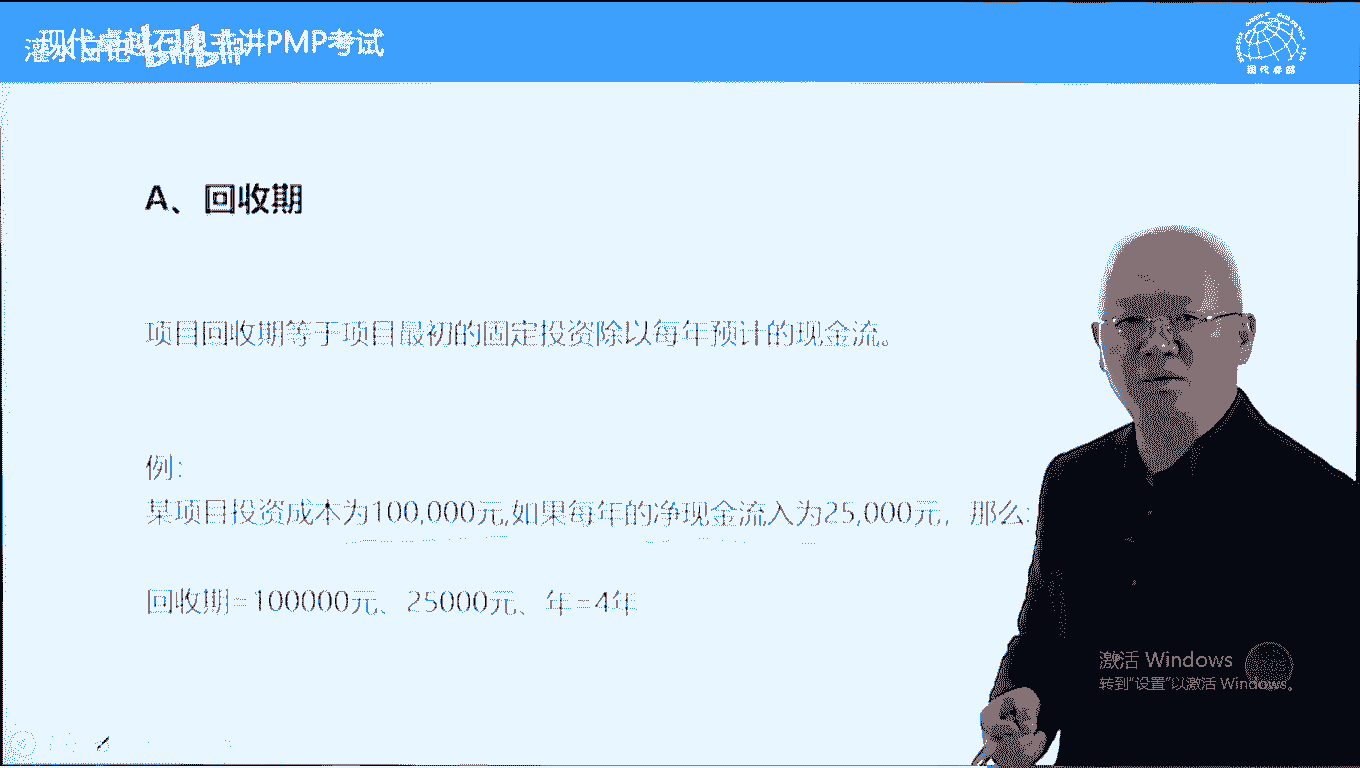 讲PMP考试
A、回收期
项目回收期等于项目最初的固定投资除以每年预计的现金流。
例：
某项目投资成本为100,000元,如果每年的净现金流入为25,000元，那么:
回收期=100000元、25000元、年=4年
激活 Windows
转到“设置”以激活 Windows。